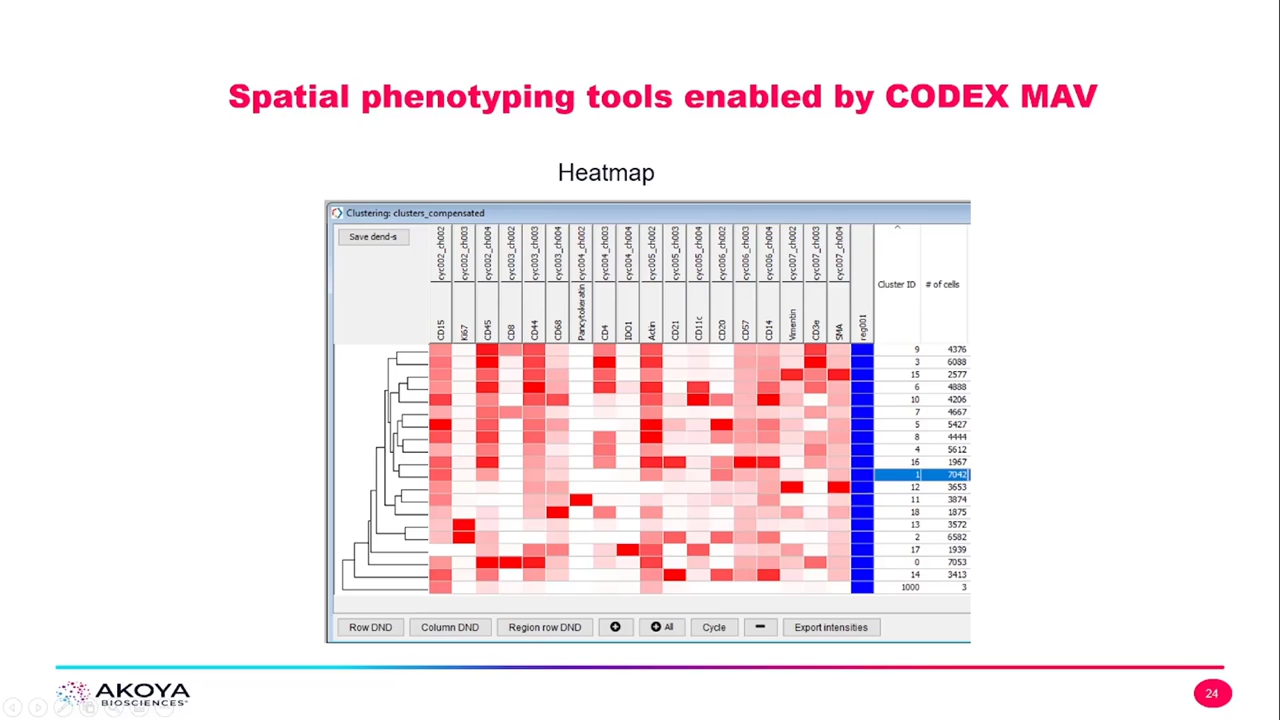 Spatial phenotyping tools enabled by CODEX MAV
Heatmap
Clustering: clusters_compensated
Save dend-s
cyc002_ch002 cyc002_ch003 cyc002_ch004 cyc003_ch002 cyc003_ch003 cyc003_ch004 cyc004_ch002 cyc004_ch003 cyc004_ch004 cyc005_ch002 cyc005_ch003 cyc005_ch004 cyc006_ch002 cyc006_ch003 cyc006_ch004 cyc007_ch002 cyc007_ch003 cyc007_ch004
CD15 Ki67 CD45 CD8 CD44 CD68 Pancytokeratin CD4 IDO1 Actin CD21 CD11c CD20 CD57 CD14 Vimentin CD3e SMA reg001 Cluster ID # of cells
9 4376
3 6088
15 2577
6 4888
10 4206
7 4667
5 5427
8 4444
4 5612
16 1967
1 7042
12 3653
11 3874
18 1875
13 3572
2 6582
17 1939
0 7053
14 3413
1000 3
Row DND Column DND Region row DND All Cycle Export intensities
AKOYA
BIOSCIENCES
24